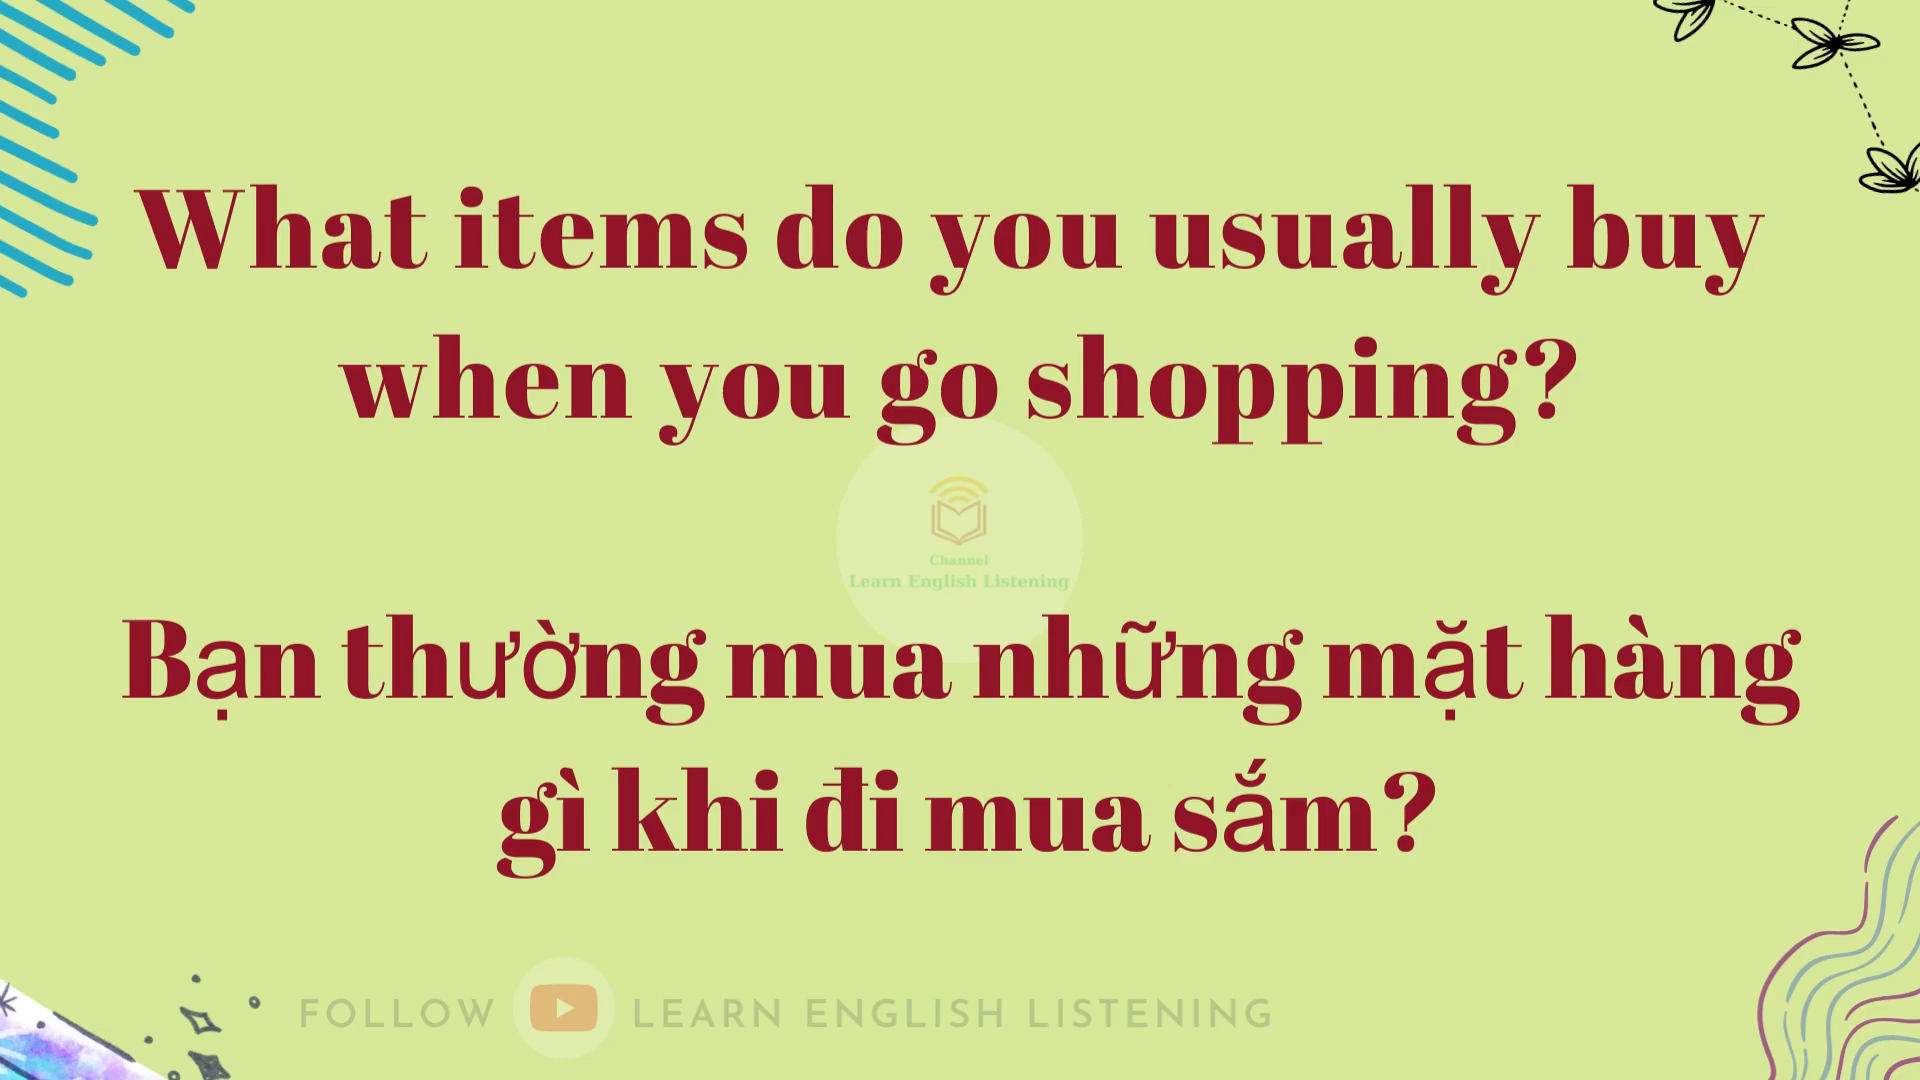 What items do you usually buy
when you go shopping?
Channel
Learn English Listening
Bạn thường mua những mặt hàng
gì khi đi mua sắm?
FOLLOW LEARN ENGLISH LISTENING